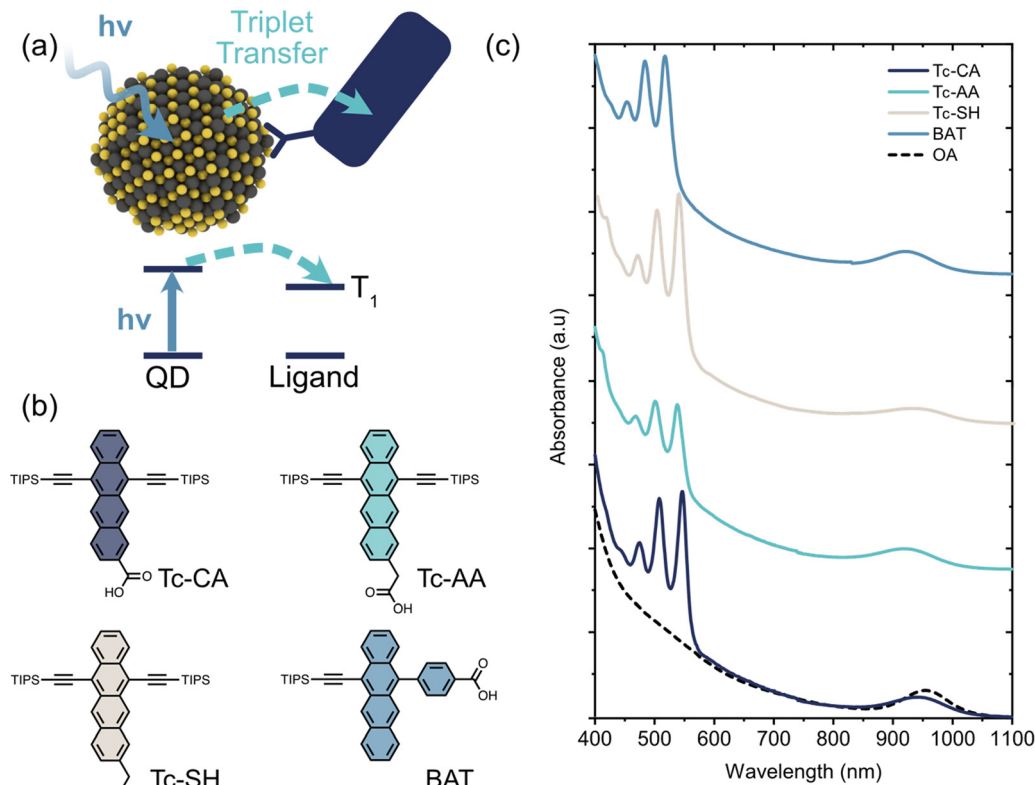 (a)
hv
Triplet
Transfer
hv
T1
QD
Ligand
(b)
TIPS
TIPS
O
HO
Tc-CA
TIPS
TIPS
O
OH
Tc-AA
TIPS
TIPS
Tc-SH
TIPS
O
OH
BAT
(c)
Tc-CA
Tc-AA
Tc-SH
BAT
OA
Absorbance (a.u)
400 500 600 700 800 900 1000 1100
Wavelength (nm)